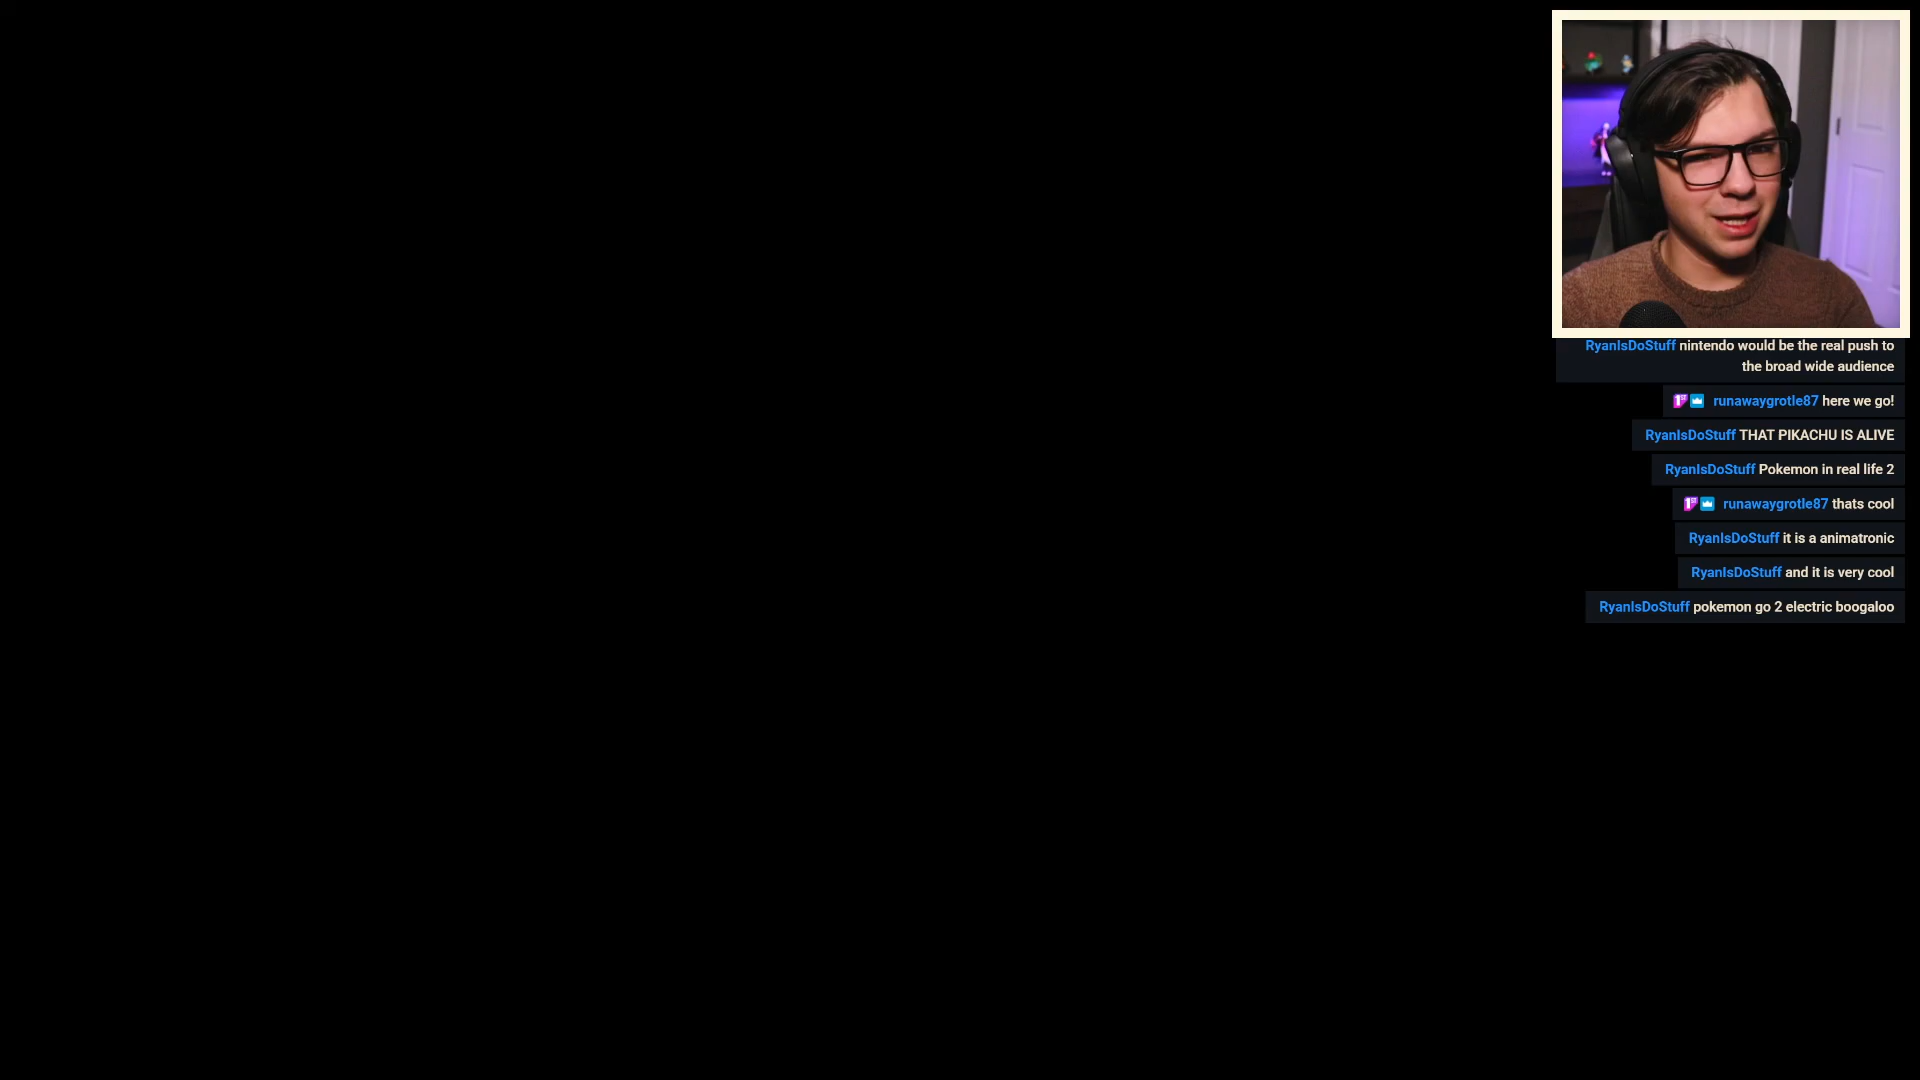 RyanIsDoStuff nintendo would be the real push to
the broad wide audience
1ST runawaygrotle87 here we go!
RyanIsDoStuff THAT PIKACHU IS ALIVE
RyanIsDoStuff Pokemon in real life 2
1ST runawaygrotle87 thats cool
RyanIsDoStuff it is a animatronic
RyanIsDoStuff and it is very cool
RyanIsDoStuff pokemon go 2 electric boogaloo